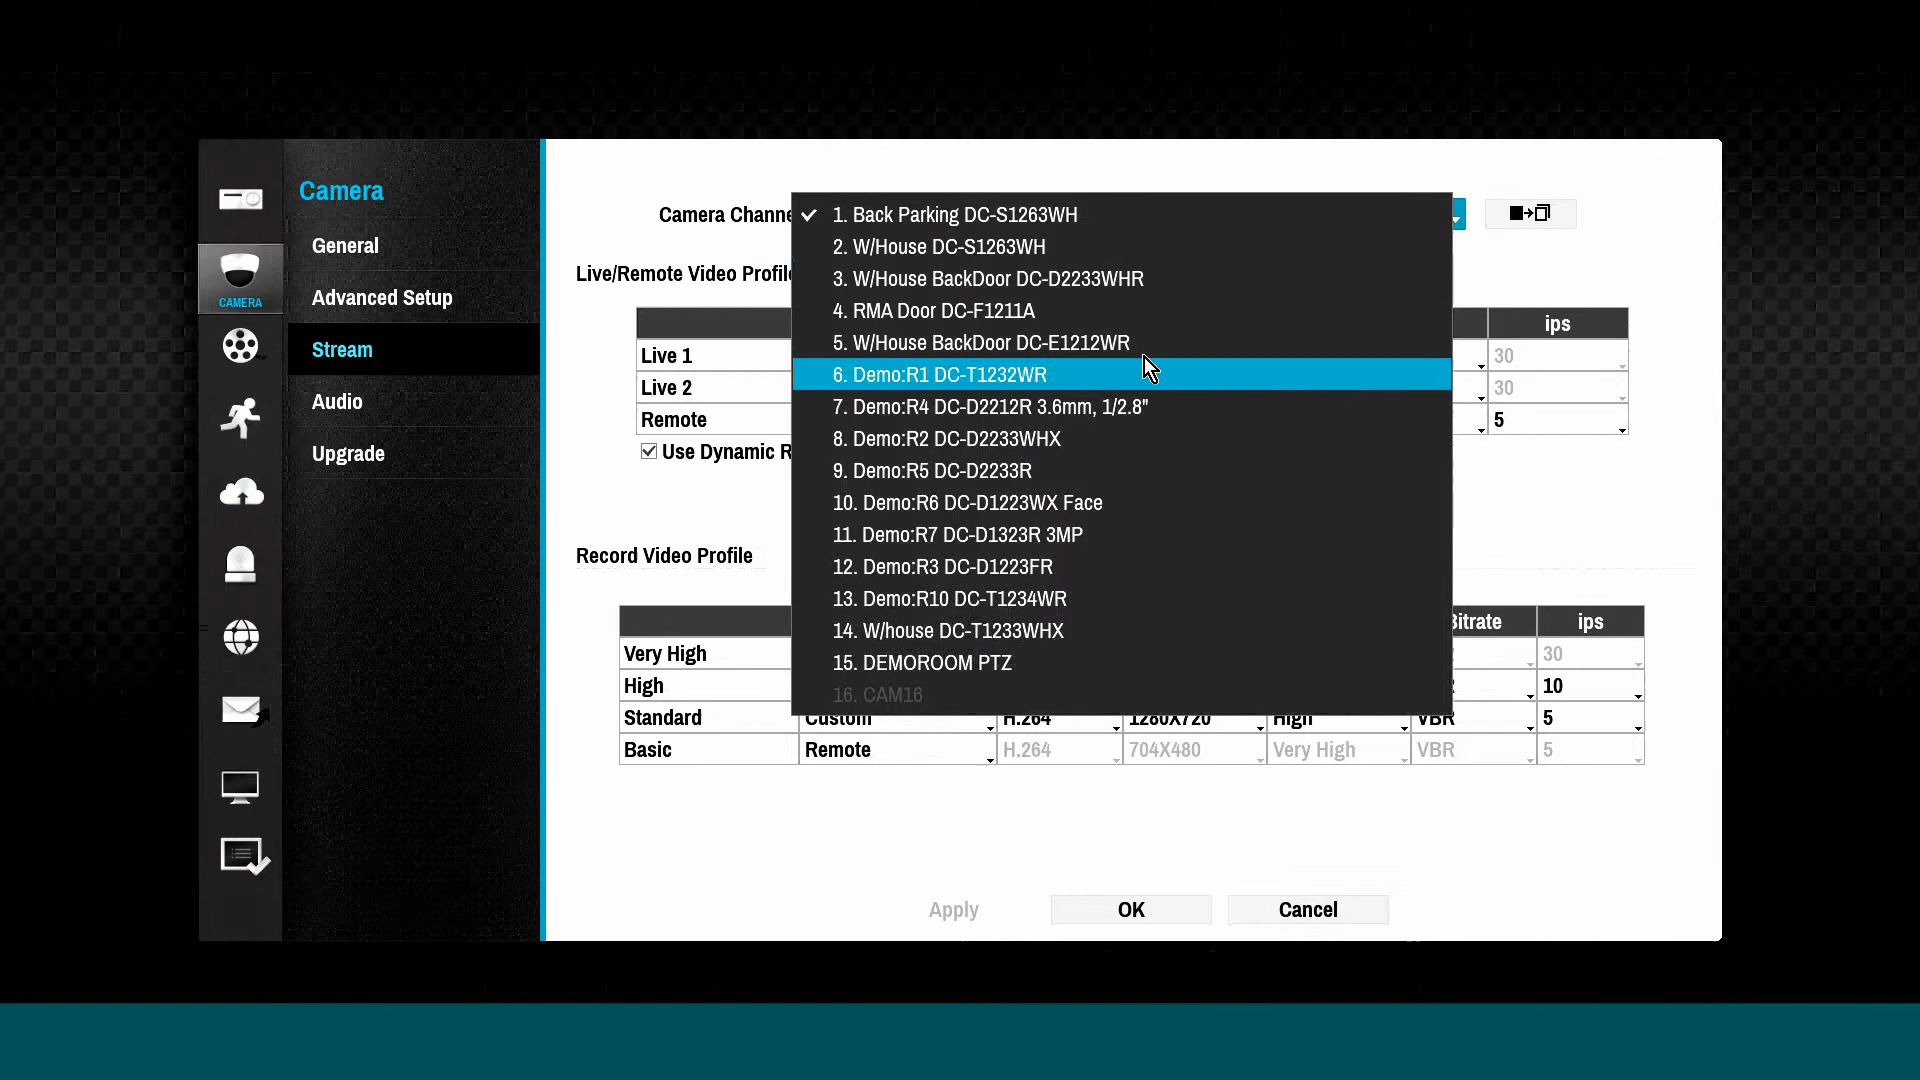 Camera
CAMERA
General
Advanced Setup
Stream
Audio
Upgrade
Camera Channe
1. Back Parking DC-S1263WH
2. W/House DC-S1263WH
3. W/House BackDoor DC-D2233WHR
4. RMA Door DC-F1211A
5. W/House BackDoor DC-E1212WR
6. Demo:R1 DC-T1232WR
7. Demo:R4 DC-D2212R 3.6mm, 1/2.8"
8. Demo:R2 DC-D2233WHX
9. Demo:R5 DC-D2233R
10. Demo:R6 DC-D1223WX Face
11. Demo:R7 DC-D1323R 3MP
12. Demo:R3 DC-D1223FR
13. Demo:R10 DC-T1234WR
14. W/house DC-T1233WHX
15. DEMOROOM PTZ
16. CAM16
Live/Remote Video Profile
ips
Live 1 30
Live 2 30
Remote 5
Use Dynamic R
Record Video Profile
Bitrate ips
Very High 30
High 10
Standard Custom H.264 1280X720 High VBR 5
Basic Remote H.264 704X480 Very High VBR 5
Apply OK Cancel